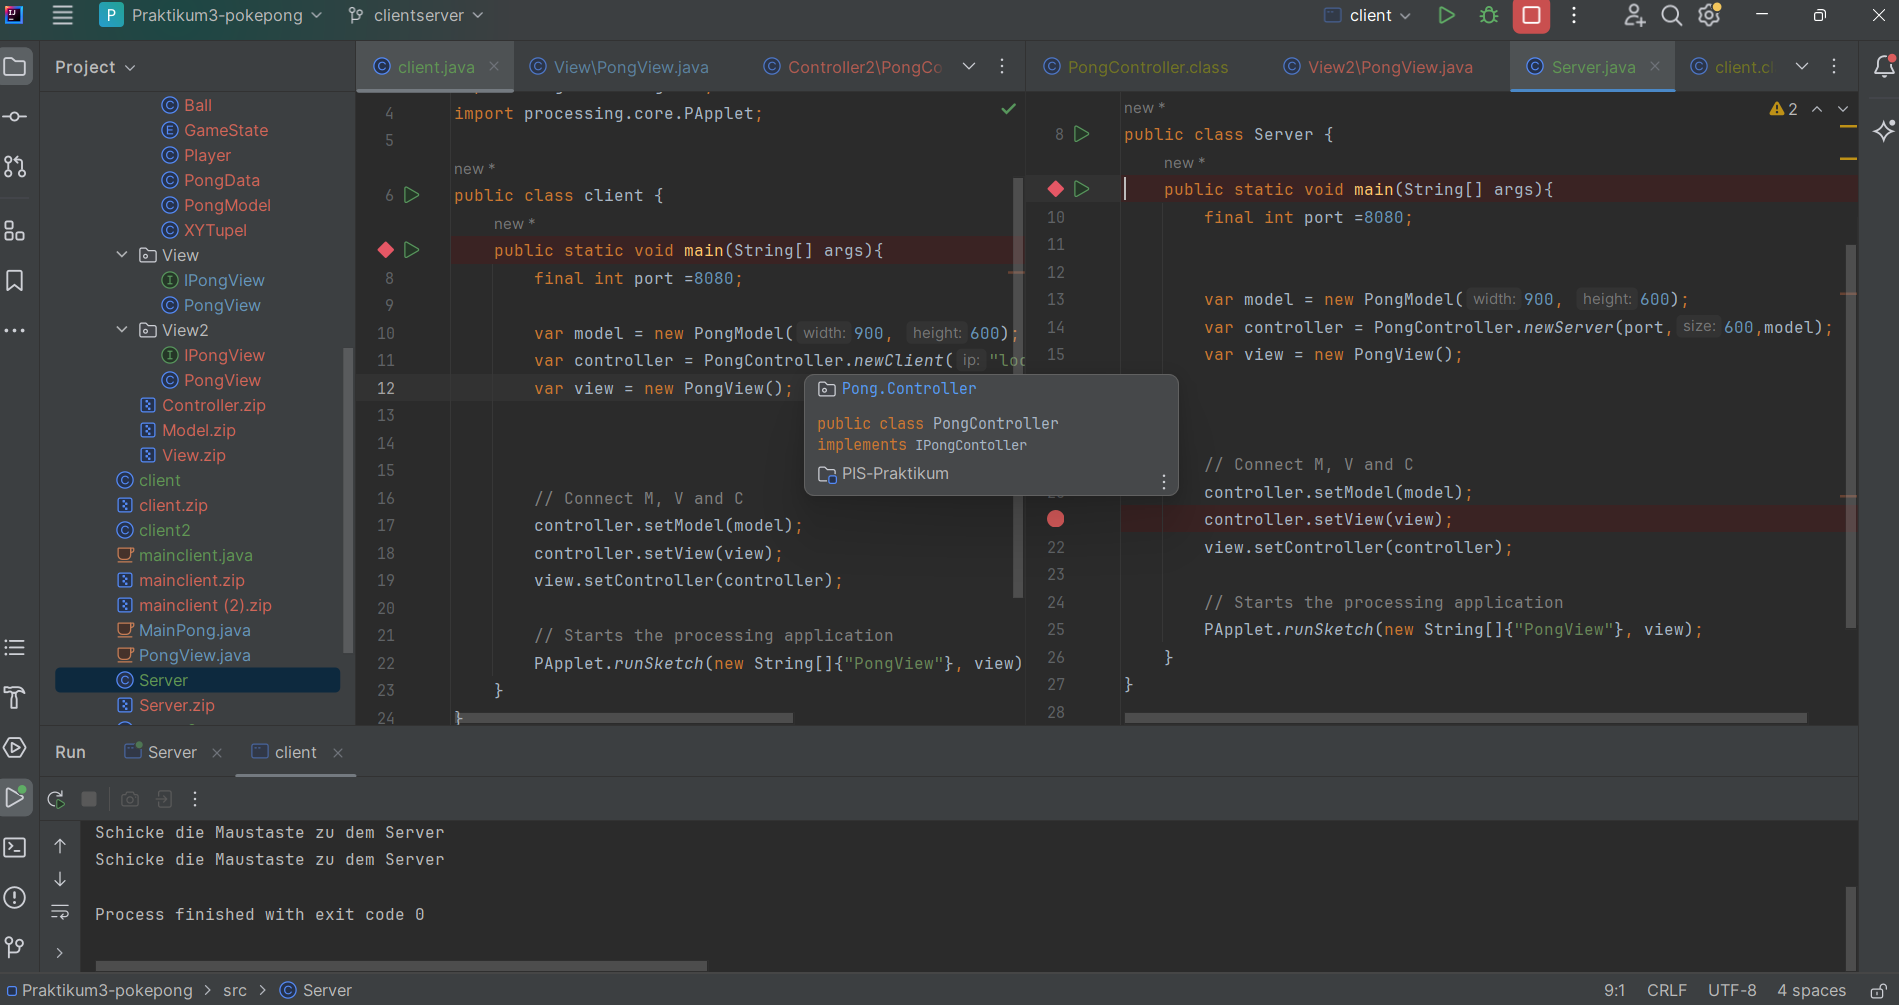 Praktikum3-pokepong
clientserver
client
Project
Ball
GameState
Player
PongData
PongModel
XYTupel
View
IPongView
PongView
View2
IPongView
PongView
Controller.zip
Model.zip
View.zip
client
client.zip
client2
mainclient.java
mainclient.zip
mainclient (2).zip
MainPong.java
PongView.java
Server
Server.zip
client.java
View\PongView.java
Controller2\PongCo
4 import processing.core.PApplet;
5
new *
6 public class client {
new *
public static void main(String[] args){
8 final int port =8080;
9
10 var model = new PongModel( width: 900, height: 600);
11 var controller = PongController.newClient( ip: "loc
12 var view = new PongView();
13
14
15
16 // Connect M, V and C
17 controller.setModel(model);
18 controller.setView(view);
19 view.setController(controller);
20
21 // Starts the processing application
22 PApplet.runSketch(new String[]{"PongView"}, view)
23 }
24 }
Pong.Controller
public class PongController
implements IPongContoller
PIS-Praktikum
PongController.class
View2\PongView.java
Server.java
client.cl
2
new *
8 public class Server {
new *
public static void main(String[] args){
10 final int port =8080;
11
12
13 var model = new PongModel( width: 900, height: 600);
14 var controller = PongController.newServer(port, size: 600,model);
15 var view = new PongView();
// Connect M, V and C
controller.setModel(model);
controller.setView(view);
22 view.setController(controller);
23
24 // Starts the processing application
25 PApplet.runSketch(new String[]{"PongView"}, view);
26 }
27 }
28
Run
Server
client
Schicke die Maustaste zu dem Server
Schicke die Maustaste zu dem Server
Process finished with exit code 0
Praktikum3-pokepong > src > Server
9:1
CRLF
UTF-8
4 spaces